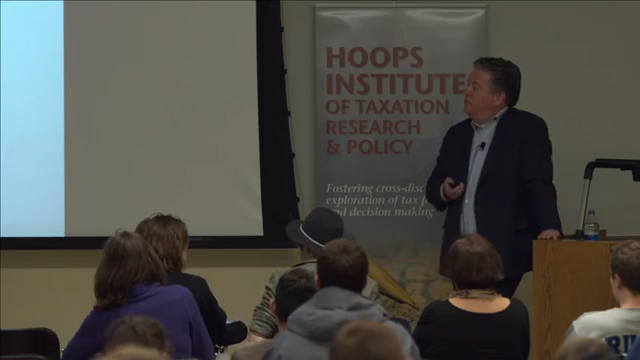 HOOPS
INSTITUTE
OF TAXATION
RESEARCH
& POLICY
Fostering cross-disc
exploration of tax p
and decision making